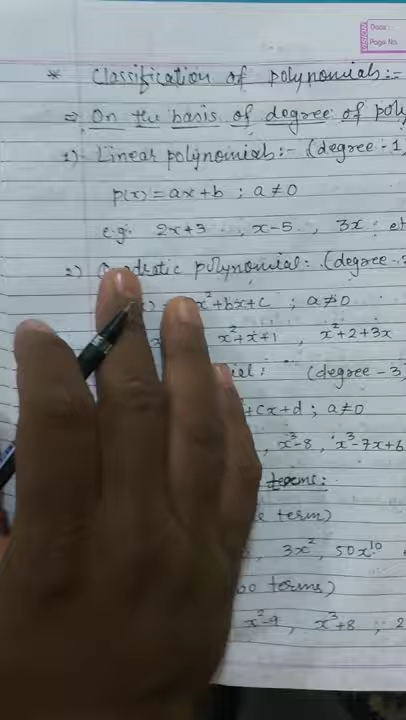 Date:
Page No.
* Classification of polynomials:-
⇒ On the basis of degree of poly
1) Linear polynomials:- (degree-1,
p(x) = ax+b ; a≠0
e.g: 2x+3 , x-5 , 3x et
2) polynomial: (degree-2
x²+bx+c ; a≠0
x²+x+1 , x²+2+3x
ial: (degree-3)
+cx+d ; a≠0
, x³-8, x³-7x+6
terms:
term)
, 3x², 50x¹⁰
terms)
x²-9, x³+8, 2